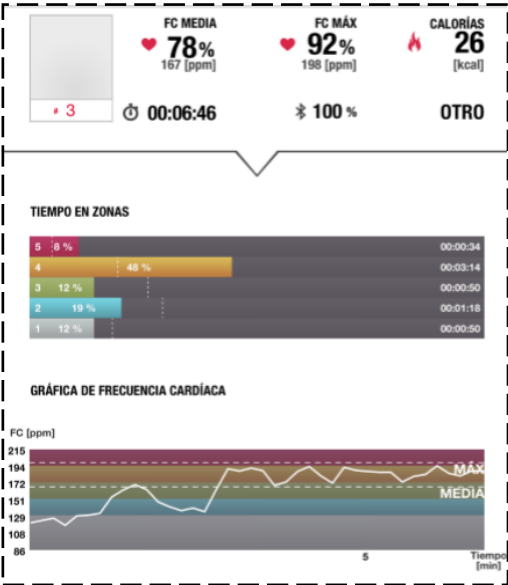 FC MEDIA
78%
167 [ppm]
FC MÁX
92%
198 [ppm]
CALORÍAS
26
[kcal]
3
00:06:46
100 %
OTRO
TIEMPO EN ZONAS
5 8 % 00:00:34
4 48 % 00:03:14
3 12 % 00:00:50
2 19 % 00:01:18
1 12 % 00:00:50
GRÁFICA DE FRECUENCIA CARDÍACA
FC [ppm]
215
194
172
151
129
108
86
MÁX
MEDIA
5
Tiempo
[min]